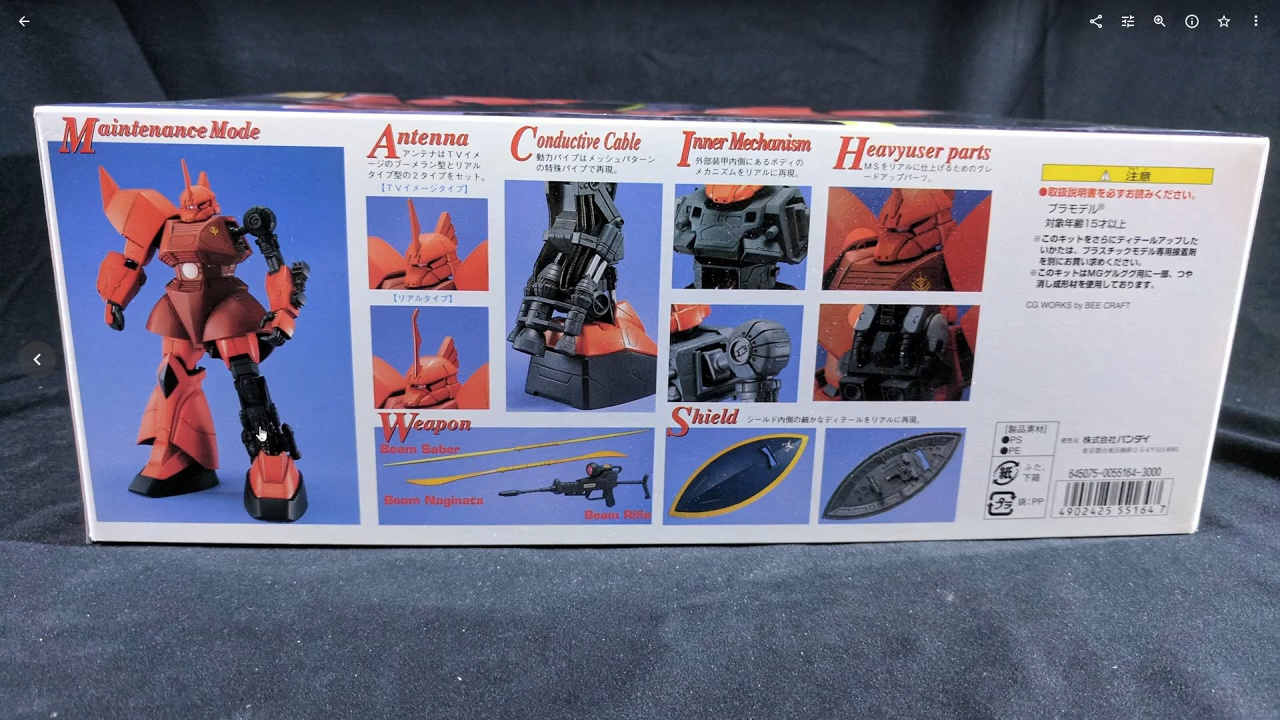 Maintenance Mode
Antenna
アンテナはTVイメ
ージのブーメラン型とリアル
タイプ型の2タイプをセット。
【TVイメージタイプ】
【リアルタイプ】
Conductive Cable
動力パイプはメッシュパターン
の特殊パイプで再現。
Inner Mechanism
外部装甲内側にあるボディの
メカニズムをリアルに再現。
Heavyuser parts
MSをリアルに仕上げるためのグレ
ードアップパーツ。
Weapon
Beam Saber
Beam Naginata
Beam Rifle
Shield
シールド内側の細かなディテールをリアルに再現。
注意
●取扱説明書を必ずお読みください。
プラモデル®
対象年齢15才以上
※このキットをさらにディテールアップした
いかたは、プラスチックモデル専用接着剤
を別にお買い求めください。
※このキットはMGゲルググ用に一部、つや
消し成形材を使用しております。
CG WORKS by BEE CRAFT
[製品素材]
●PS
●PE
紙
ふた、
下箱
プラ
袋:PP
発売元 株式会社バンダイ
645075-0055164-3000
4902425 55164 7